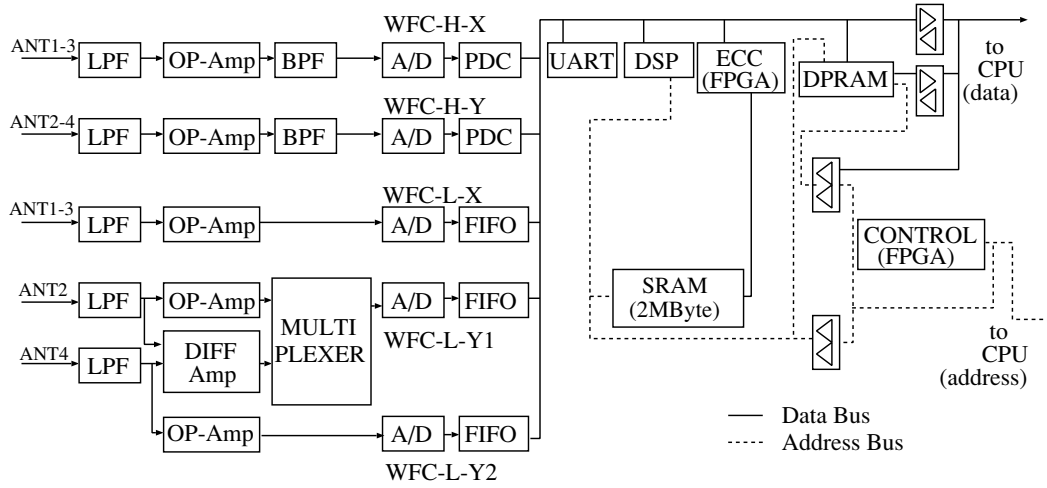 WFC-H-X
ANT1-3 LPF OP-Amp BPF A/D PDC
UART DSP ECC
(FPGA)
DPRAM
to
CPU
(data)
WFC-H-Y
ANT2-4 LPF OP-Amp BPF A/D PDC
WFC-L-X
ANT1-3 LPF OP-Amp A/D FIFO
CONTROL
(FPGA)
ANT2 LPF OP-Amp MULTI
PLEXER
A/D FIFO
WFC-L-Y1
SRAM
(2MByte)
ANT4 LPF DIFF
Amp
to
CPU
(address)
OP-Amp A/D FIFO
WFC-L-Y2
Data Bus
Address Bus